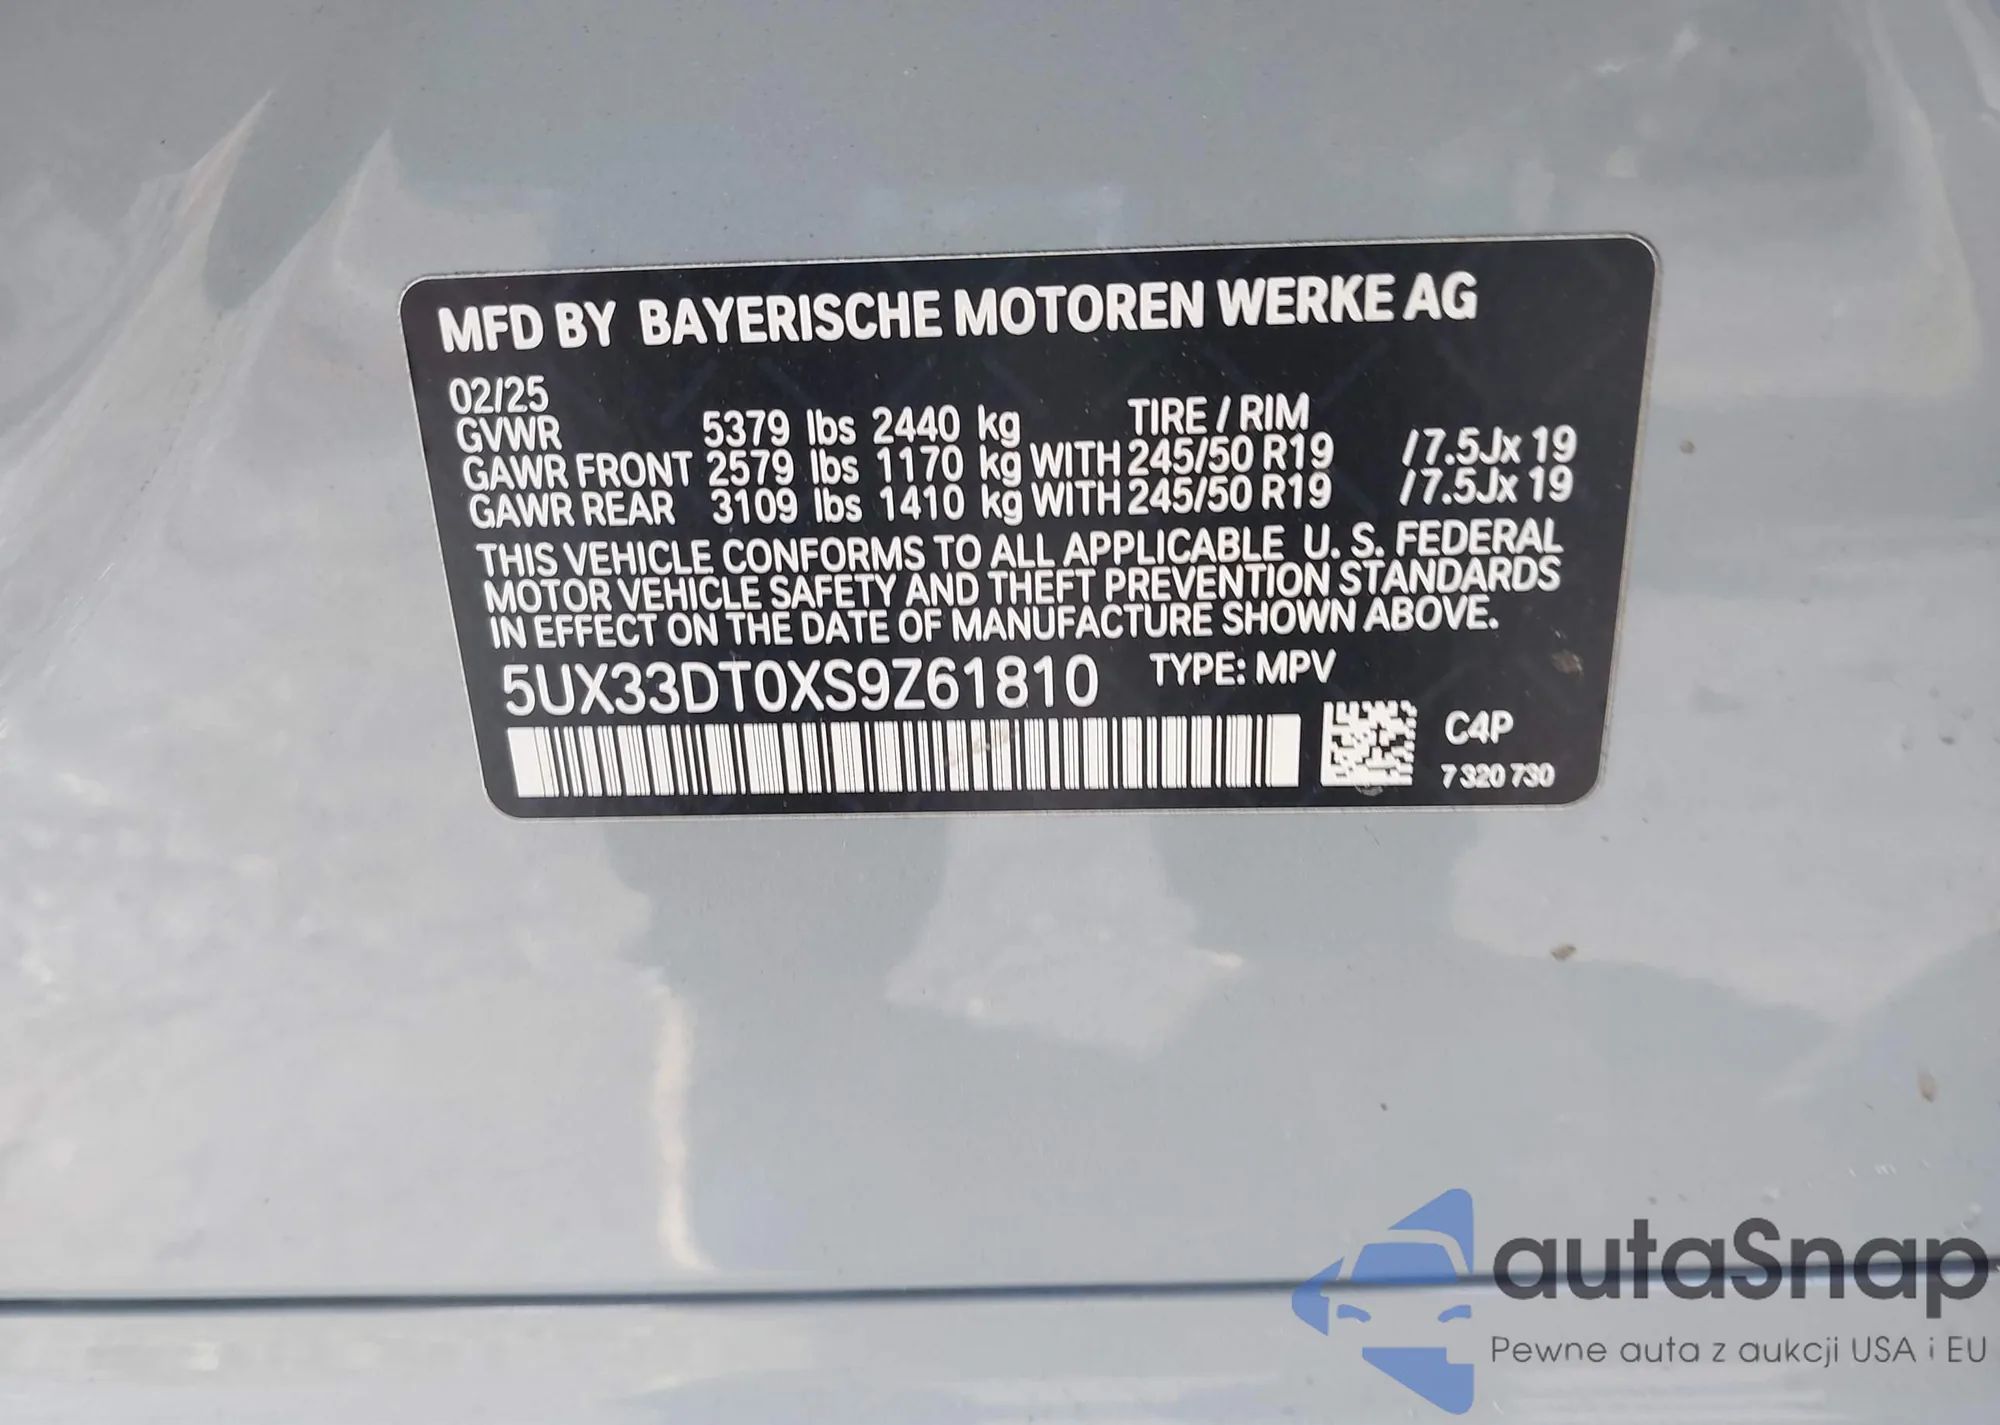 MFD BY BAYERISCHE MOTOREN WERKE AG
02/25
GVWR 5379 lbs 2440 kg TIRE / RIM
GAWR FRONT 2579 lbs 1170 kg WITH 245/50 R19 /7.5Jx 19
GAWR REAR 3109 lbs 1410 kg WITH 245/50 R19 /7.5Jx 19
THIS VEHICLE CONFORMS TO ALL APPLICABLE U. S. FEDERAL
MOTOR VEHICLE SAFETY AND THEFT PREVENTION STANDARDS
IN EFFECT ON THE DATE OF MANUFACTURE SHOWN ABOVE.
5UX33DT0XS9Z61810 TYPE: MPV
C4P
7 320 730
autaSnap
Pewne auta z aukcji USA i EU